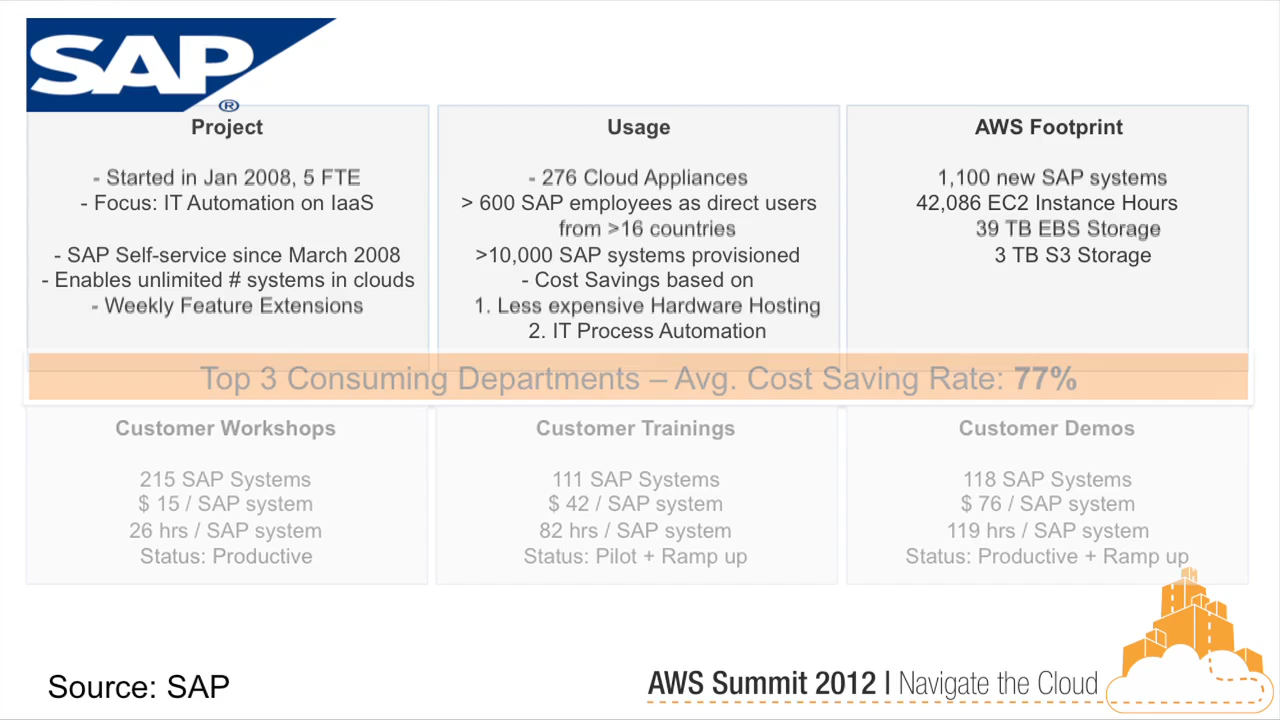 SAP
®
Project
- Started in Jan 2008, 5 FTE
- Focus: IT Automation on IaaS
- SAP Self-service since March 2008
- Enables unlimited # systems in clouds
- Weekly Feature Extensions
Usage
- 276 Cloud Appliances
> 600 SAP employees as direct users
from >16 countries
>10,000 SAP systems provisioned
- Cost Savings based on
1. Less expensive Hardware Hosting
2. IT Process Automation
AWS Footprint
1,100 new SAP systems
42,086 EC2 Instance Hours
39 TB EBS Storage
3 TB S3 Storage
Top 3 Consuming Departments – Avg. Cost Saving Rate: 77%
Customer Workshops
215 SAP Systems
$ 15 / SAP system
26 hrs / SAP system
Status: Productive
Customer Trainings
111 SAP Systems
$ 42 / SAP system
82 hrs / SAP system
Status: Pilot + Ramp up
Customer Demos
118 SAP Systems
$ 76 / SAP system
119 hrs / SAP system
Status: Productive + Ramp up
Source: SAP
AWS Summit 2012 | Navigate the Cloud